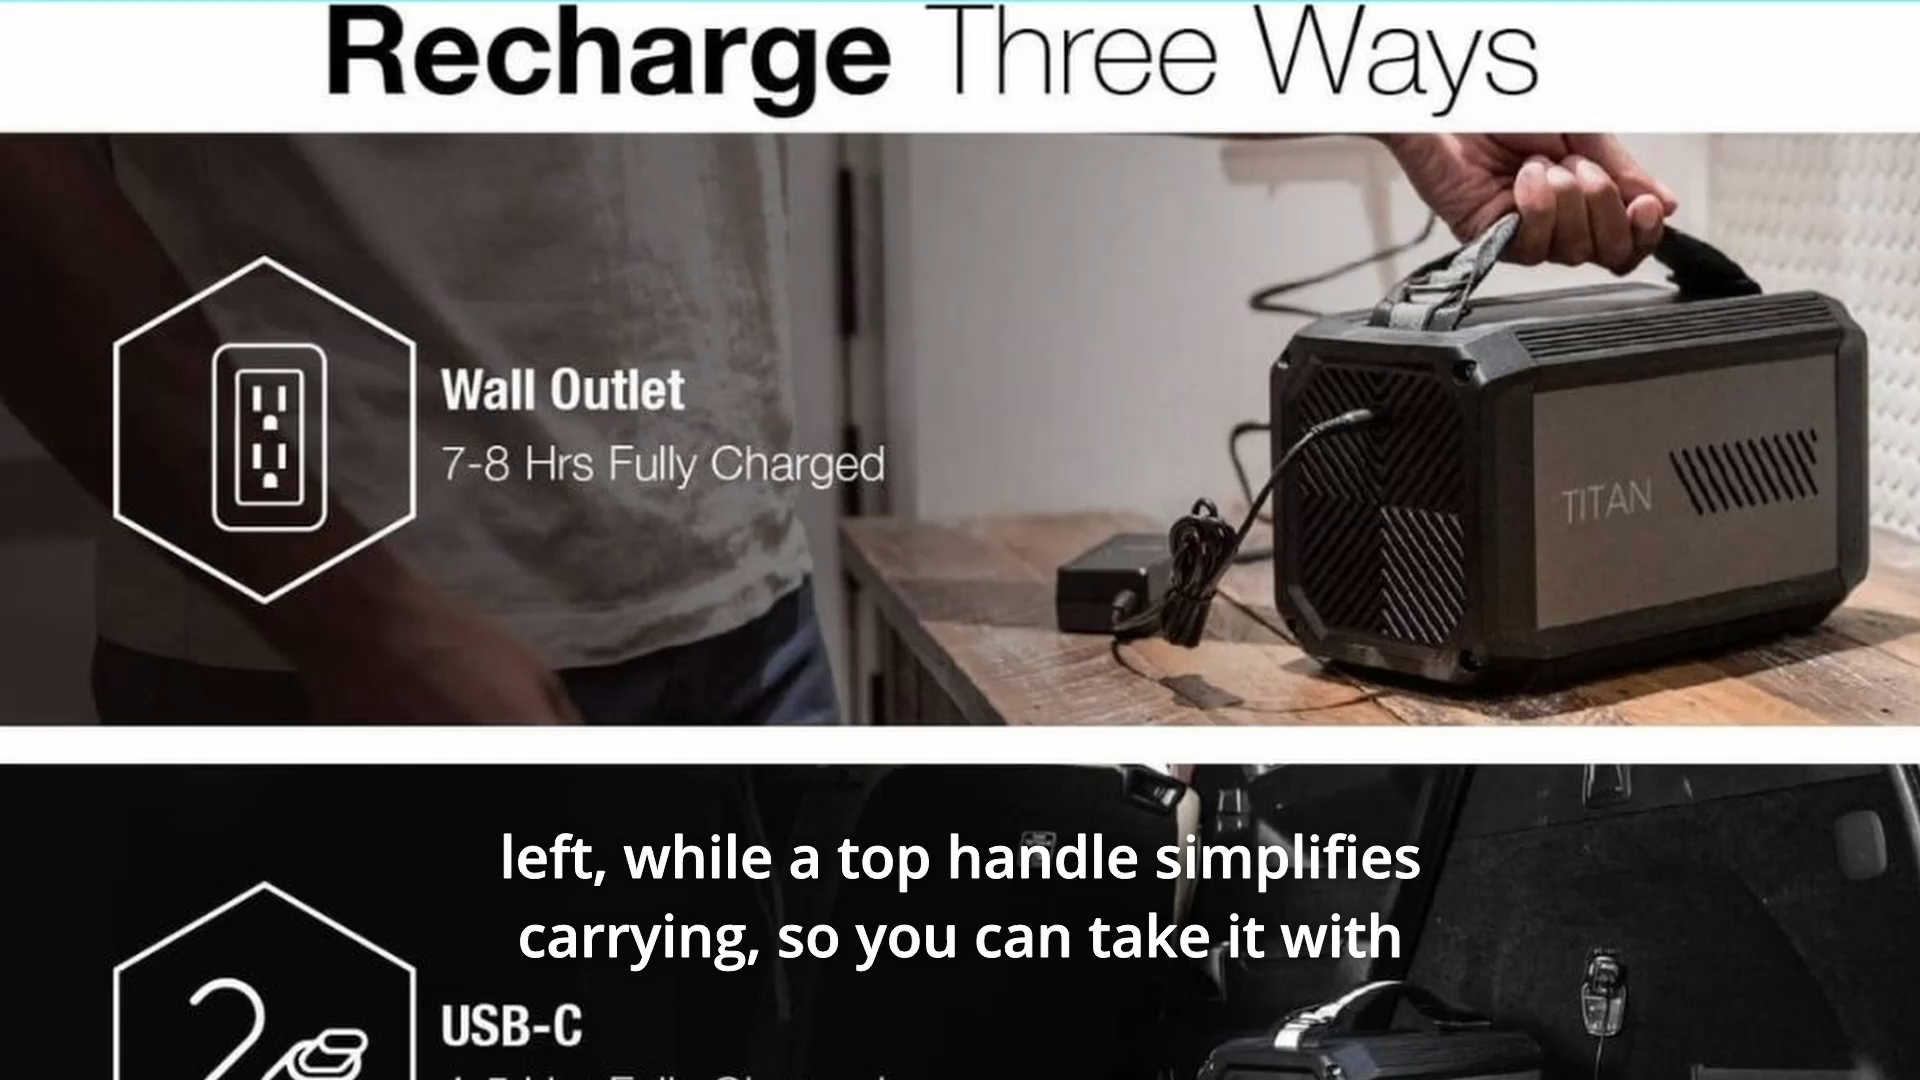 Recharge Three Ways
Wall Outlet
7-8 Hrs Fully Charged
TITAN
left, while a top handle simplifies
carrying, so you can take it with
USB-C